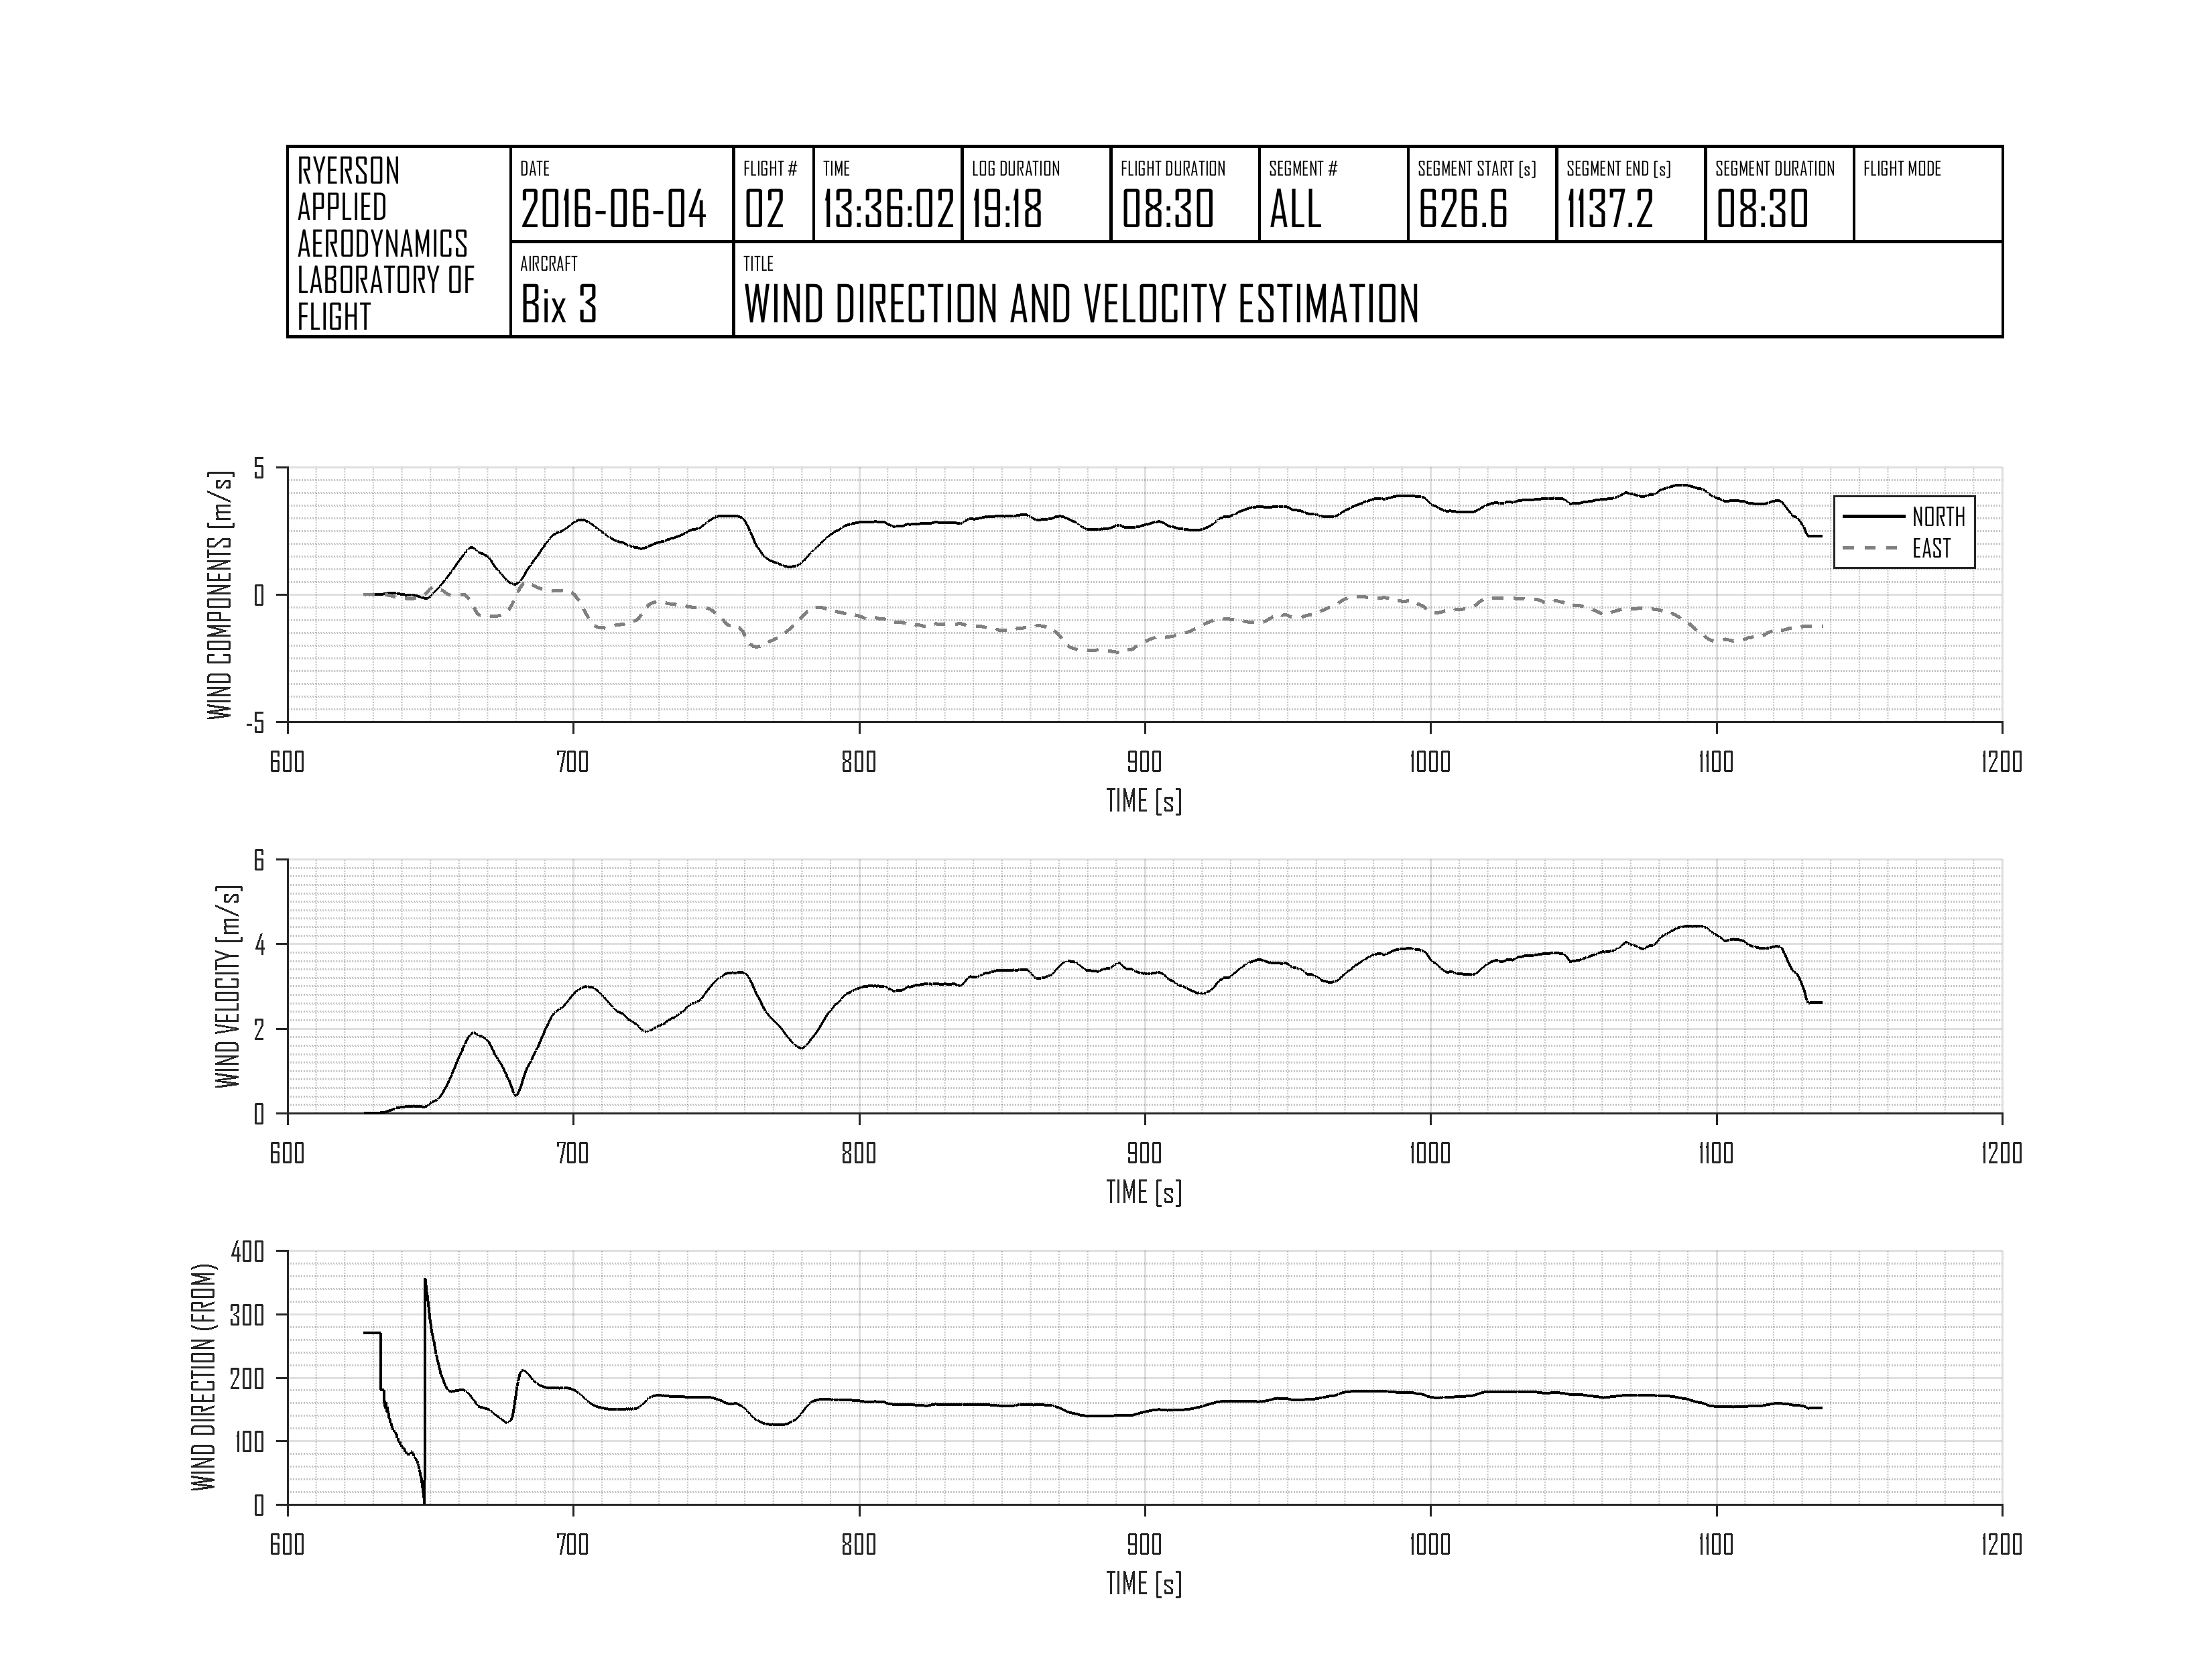 RYERSON
APPLIED
AERODYNAMICS
LABORATORY OF
FLIGHT
DATE
2016-06-04
FLIGHT #
02
TIME
13:36:02
LOG DURATION
19:18
FLIGHT DURATION
08:30
SEGMENT #
ALL
SEGMENT START [s]
626.6
SEGMENT END [s]
1137.2
SEGMENT DURATION
08:30
FLIGHT MODE
AIRCRAFT
Bix 3
TITLE
WIND DIRECTION AND VELOCITY ESTIMATION
WIND COMPONENTS [m/s]
5
0
-5
NORTH
EAST
600 700 800 900 1000 1100 1200
TIME [s]
WIND VELOCITY [m/s]
6
4
2
0
600 700 800 900 1000 1100 1200
TIME [s]
WIND DIRECTION (FROM)
400
300
200
100
0
600 700 800 900 1000 1100 1200
TIME [s]